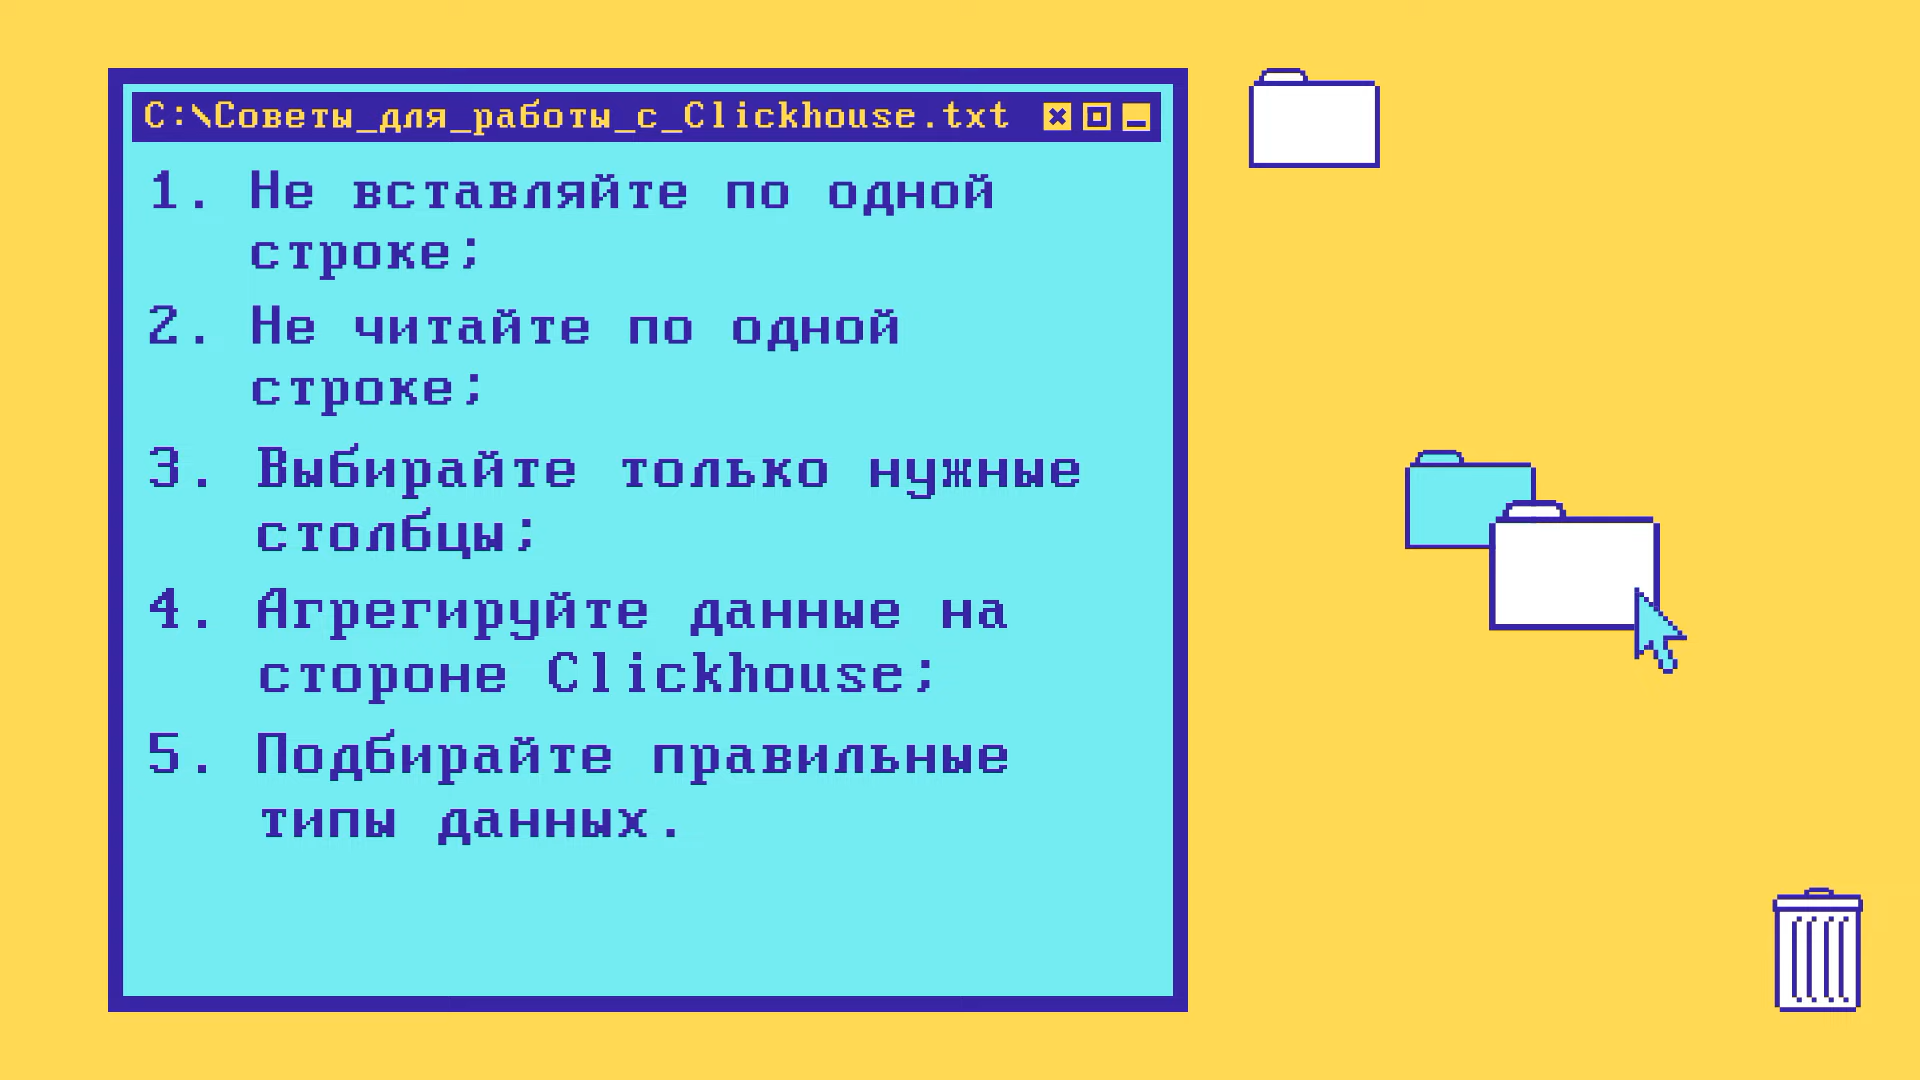 C:\Советы_для_работы_с_Clickhouse.txt
1. Не вставляйте по одной
строке;
2. Не читайте по одной
строке;
3. Выбирайте только нужные
столбцы;
4. Агрегируйте данные на
стороне Clickhouse;
5. Подбирайте правильные
типы данных.